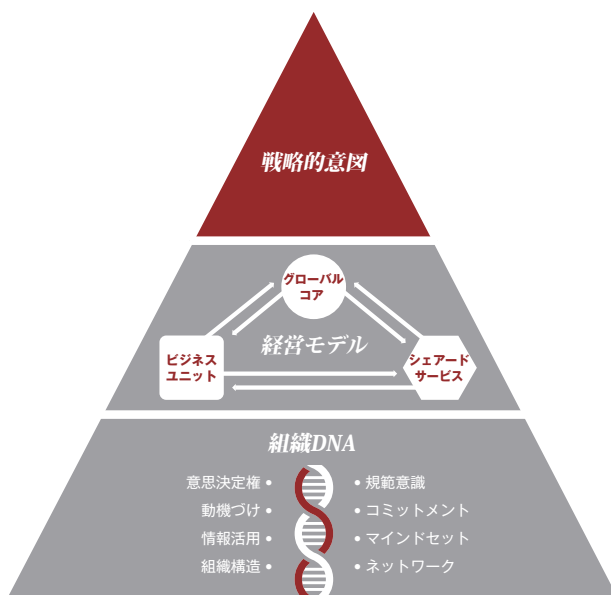 戦略的意図
グローバル
コア
経営モデル
ビジネス
ユニット
シェアード
サービス
組織DNA
意思決定権 • • 規範意識
動機づけ • • コミットメント
情報活用 • • マインドセット
組織構造 • • ネットワーク